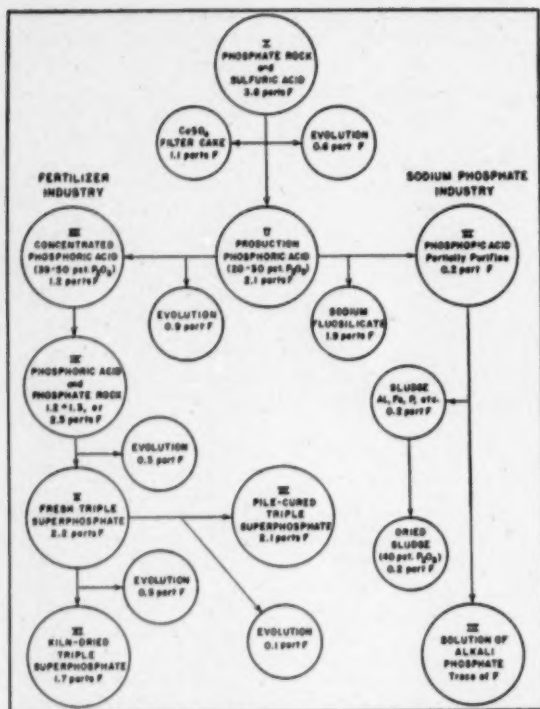 I
PHOSPHATE ROCK
and
SULFURIC ACID
3.8 parts F
CaSO₄
FILTER CAKE
1.1 parts F
EVOLUTION
0.6 part F
FERTILIZER
INDUSTRY
SODIUM PHOSPHATE
INDUSTRY
III
CONCENTRATED
PHOSPHORIC ACID
(39-50 pct. P₂O₅)
1.2 parts F
II
PRODUCTION
PHOSPHORIC ACID
(20-30 pct. P₂O₅)
2.1 parts F
PHOSPHORIC ACID
Partially Purified
0.2 part F
EVOLUTION
0.9 part F
SODIUM
FLUOSILICATE
1.9 parts F
IV
PHOSPHORIC ACID
and
PHOSPHATE ROCK
1.2 + 1.3, or
2.5 parts F
SLUDGE
Al, Fe, P, etc.
0.2 part F
EVOLUTION
0.3 part F
V
FRESH TRIPLE
SUPERPHOSPHATE
2.2 parts F
PILE-CURED
TRIPLE
SUPERPHOSPHATE
2.1 parts F
DRIED
SLUDGE
(40 pct. P₂O₅)
0.2 part F
EVOLUTION
0.5 part F
EVOLUTION
0.1 part F
KILN-DRIED
TRIPLE
SUPERPHOSPHATE
1.7 parts F
SOLUTION OF
ALKALI
PHOSPHATE
Trace of F